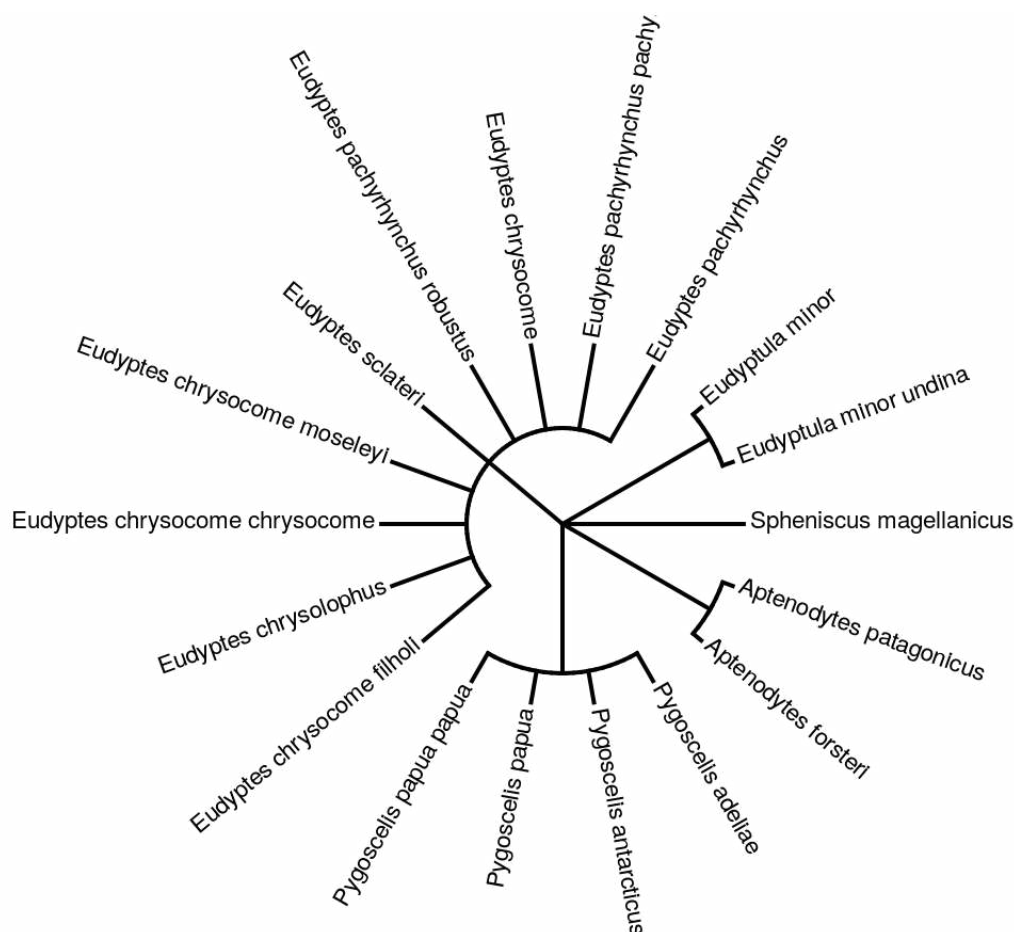 Eudyptes pachyrhynchus pachy
Eudyptes pachyrhynchus
Eudyptula minor
Eudyptula minor undina
Spheniscus magellanicus
Aptenodytes patagonicus
Aptenodytes forsteri
Pygoscelis adeliae
Pygoscelis antarcticus
Pygoscelis papua
Pygoscelis papua papua
Eudyptes chrysocome filholi
Eudyptes chrysolophus
Eudyptes chrysocome chrysocome
Eudyptes chrysocome moseleyi
Eudyptes sclateri
Eudyptes pachyrhynchus robustus
Eudyptes chrysocome